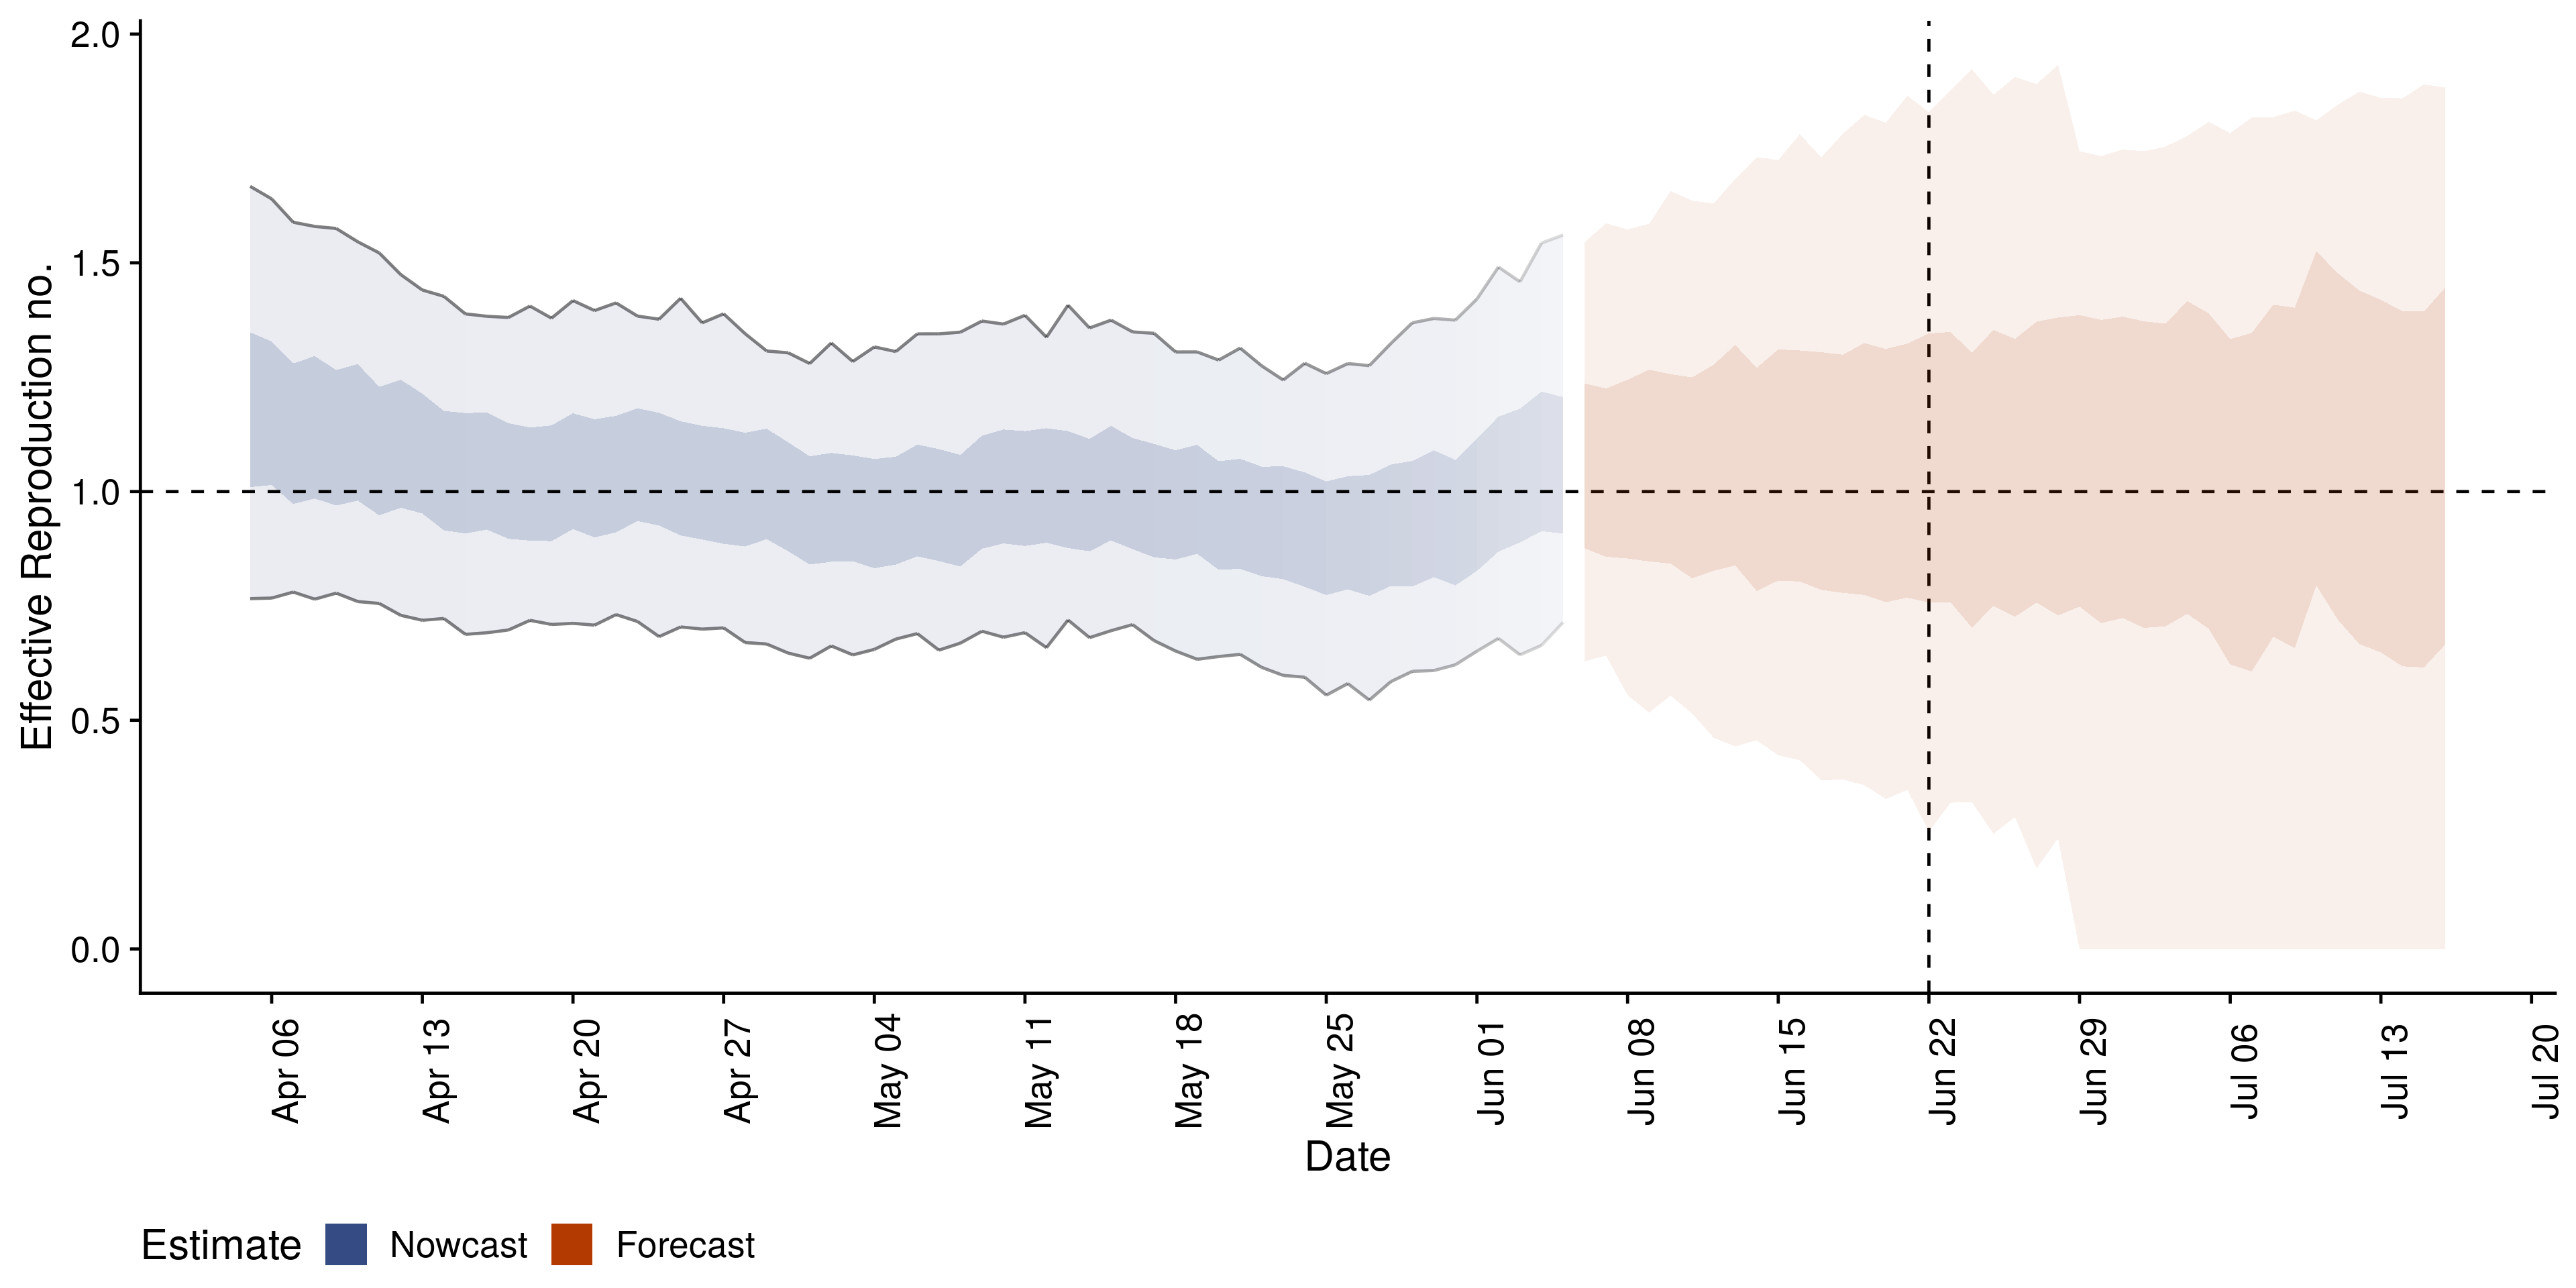 Effective Reproduction no.
2.0
1.5
1.0
0.5
0.0
Apr 06
Apr 13
Apr 20
Apr 27
May 04
May 11
May 18
May 25
Jun 01
Jun 08
Jun 15
Jun 22
Jun 29
Jul 06
Jul 13
Jul 20
Date
Estimate Nowcast Forecast